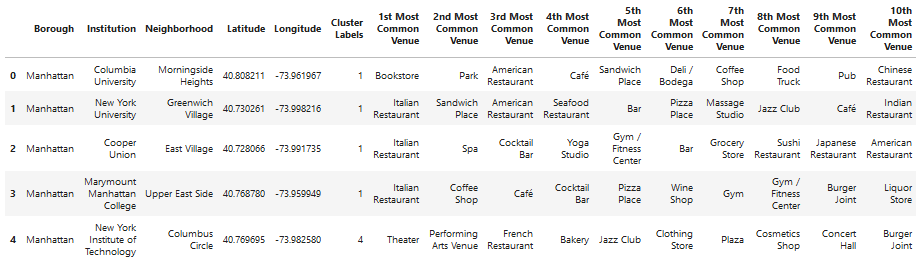 Borough Institution Neighborhood Latitude Longitude Cluster Labels 1st Most Common Venue 2nd Most Common Venue 3rd Most Common Venue 4th Most Common Venue 5th Most Common Venue 6th Most Common Venue 7th Most Common Venue 8th Most Common Venue 9th Most Common Venue 10th Most Common Venue
0 Manhattan Columbia University Morningside Heights 40.808211 -73.961967 1 Bookstore Park American Restaurant Café Sandwich Place Deli / Bodega Coffee Shop Food Truck Pub Chinese Restaurant
1 Manhattan New York University Greenwich Village 40.730261 -73.998216 1 Italian Restaurant Sandwich Place American Restaurant Seafood Restaurant Bar Pizza Place Massage Studio Jazz Club Café Indian Restaurant
2 Manhattan Cooper Union East Village 40.728066 -73.991735 1 Italian Restaurant Spa Cocktail Bar Yoga Studio Gym / Fitness Center Bar Grocery Store Sushi Restaurant Japanese Restaurant American Restaurant
3 Manhattan Marymount Manhattan College Upper East Side 40.768780 -73.959949 1 Italian Restaurant Coffee Shop Café Cocktail Bar Pizza Place Wine Shop Gym Gym / Fitness Center Burger Joint Liquor Store
4 Manhattan New York Institute of Technology Columbus Circle 40.769695 -73.982580 4 Theater Performing Arts Venue French Restaurant Bakery Jazz Club Clothing Store Plaza Cosmetics Shop Concert Hall Burger Joint